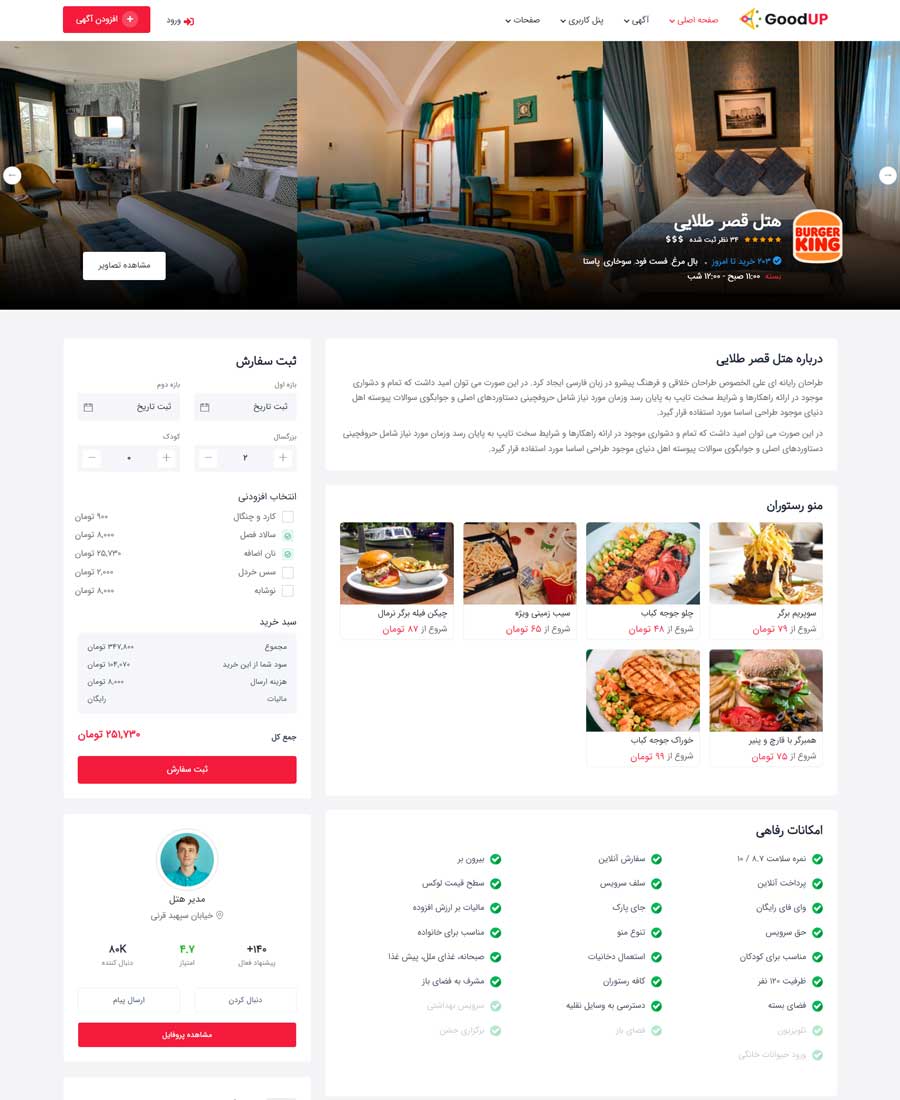 GoodUP
صفحه اصلی
آگهی
پنل کاربری
صفحات
ورود
افزودن آگهی
BURGER
KING
هتل قصر طلایی
۳۴ نظر ثبت شده $$$
۲۰۳ خرید تا امروز • بال مرغ, فست فود, سوخاری, پاستا
بسته ۱۱:۰۰ صبح - ۱۲:۰۰ شب
مشاهده تصاویر
درباره هتل قصر طلایی
طراحان رایانه ای علی الخصوص طراحان خلاقی و فرهنگ پیشرو در زبان فارسی ایجاد کرد. در این صورت می توان امید داشت که تمام و دشواری
موجود در ارائه راهکارها و شرایط سخت تایپ به پایان رسد وزمان مورد نیاز شامل حروفچینی دستاوردهای اصلی و جوابگوی سوالات پیوسته اهل
دنیای موجود طراحی اساسا مورد استفاده قرار گیرد.
در این صورت می توان امید داشت که تمام و دشواری موجود در ارائه راهکارها و شرایط سخت تایپ به پایان رسد وزمان مورد نیاز شامل حروفچینی
دستاوردهای اصلی و جوابگوی سوالات پیوسته اهل دنیای موجود طراحی اساسا مورد استفاده قرار گیرد.
منو رستوران
سوپریم برگر
شروع از ۷۹ تومان
چلو جوجه کباب
شروع از ۴۸ تومان
سیب زمینی ویژه
شروع از ۶۵ تومان
چیکن فیله برگر نرمال
شروع از ۸۷ تومان
همبرگر با قارچ و پنیر
شروع از ۷۵ تومان
خوراک جوجه کباب
شروع از ۹۹ تومان
امکانات رفاهی
نمره سلامت ۸.۷ / ۱۰
سفارش آنلاین
بیرون بر
پرداخت آنلاین
سلف سرویس
سطح قیمت لوکس
وای فای رایگان
جای پارک
مالیات بر ارزش افزوده
حق سرویس
تنوع منو
مناسب برای خانواده
مناسب برای کودکان
استعمال دخانیات
صبحانه، غذای ملل، پیش غذا
ظرفیت ۱۲۰ نفر
کافه رستوران
مشرف به فضای باز
فضای بسته
دسترسی به وسایل نقلیه
سرویس بهداشتی
تلویزیون
فضای باز
برگزاری جشن
ورود حیوانات خانگی
ثبت سفارش
بازه اول
بازه دوم
ثبت تاریخ
ثبت تاریخ
بزرگسال
کودک
+ ۲ −
+ ۰ −
انتخاب افزودنی
کارد و چنگال ۹۰۰ تومان
سالاد فصل ۸,۰۰۰ تومان
نان اضافه ۲۵,۷۳۰ تومان
سس خردل ۲,۰۰۰ تومان
نوشابه ۸,۰۰۰ تومان
سبد خرید
مجموع ۳۴۷,۸۰۰ تومان
سود شما از این خرید ۱۰۴,۰۷۰ تومان
هزینه ارسال ۸,۰۰۰ تومان
مالیات رایگان
جمع کل ۲۵۱,۷۳۰ تومان
ثبت سفارش
مدیر هتل
خیابان سپهبد قرنی
۱۴۰+
۴.۷
۸۰K
پیشنهاد فعال
امتیاز
دنبال کننده
دنبال کردن
ارسال پیام
مشاهده پروفایل